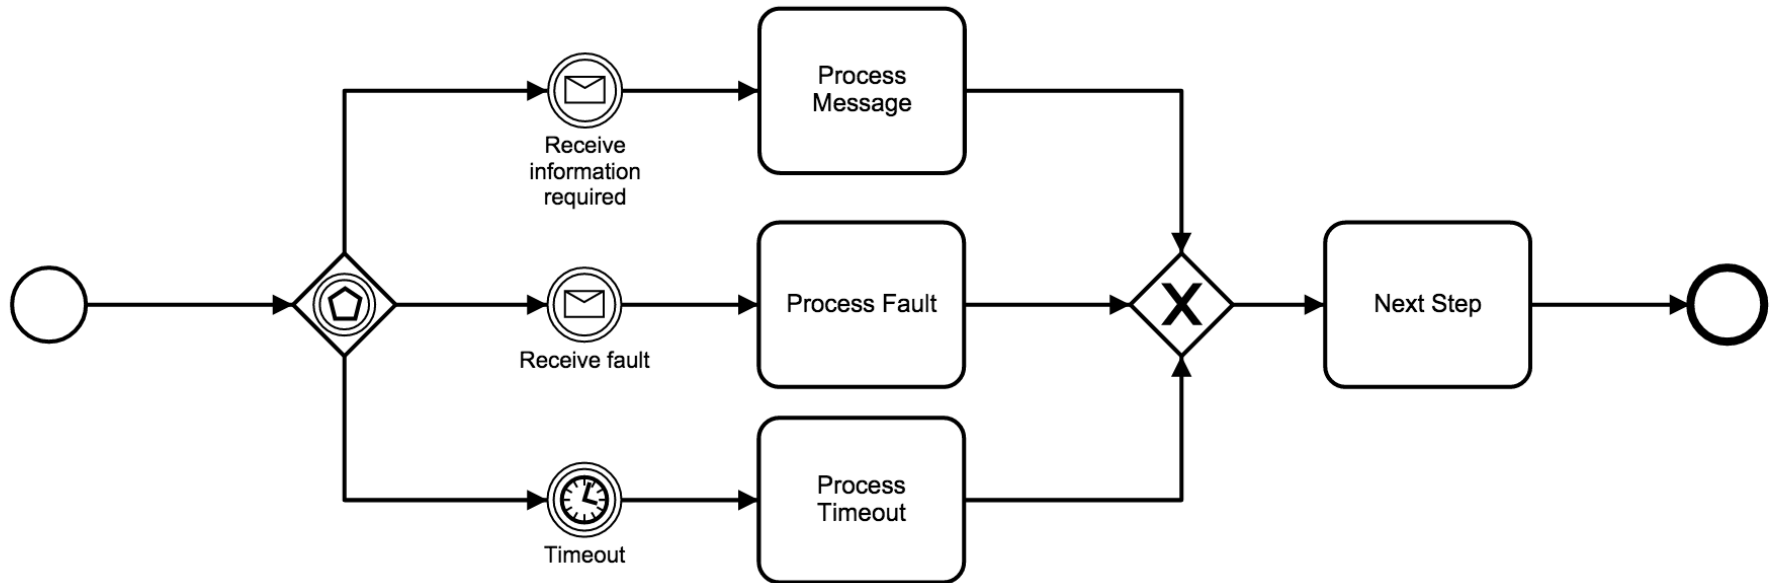 Process
Message
Receive
information
required
Process Fault
Next Step
Receive fault
Process
Timeout
Timeout